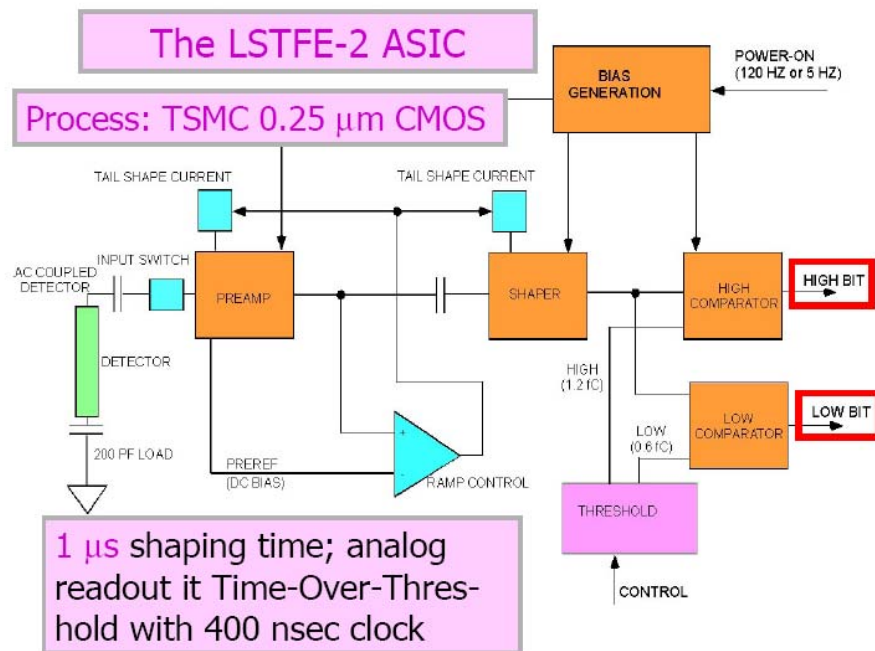 The LSTFE-2 ASIC
POWER-ON
(120 HZ or 5 HZ)
BIAS
GENERATION
Process: TSMC 0.25 μm CMOS
TAIL SHAPE CURRENT
TAIL SHAPE CURRENT
INPUT SWITCH
AC COUPLED
DETECTOR
PREAMP
SHAPER
HIGH
COMPARATOR
HIGH BIT
DETECTOR
HIGH
(1.2 fC)
LOW
COMPARATOR
LOW BIT
200 PF LOAD
+
-
PREREF
(DC BIAS)
RAMP CONTROL
LOW
(0.6 fC)
THRESHOLD
1 μs shaping time; analog
readout it Time-Over-Thres-
hold with 400 nsec clock
CONTROL